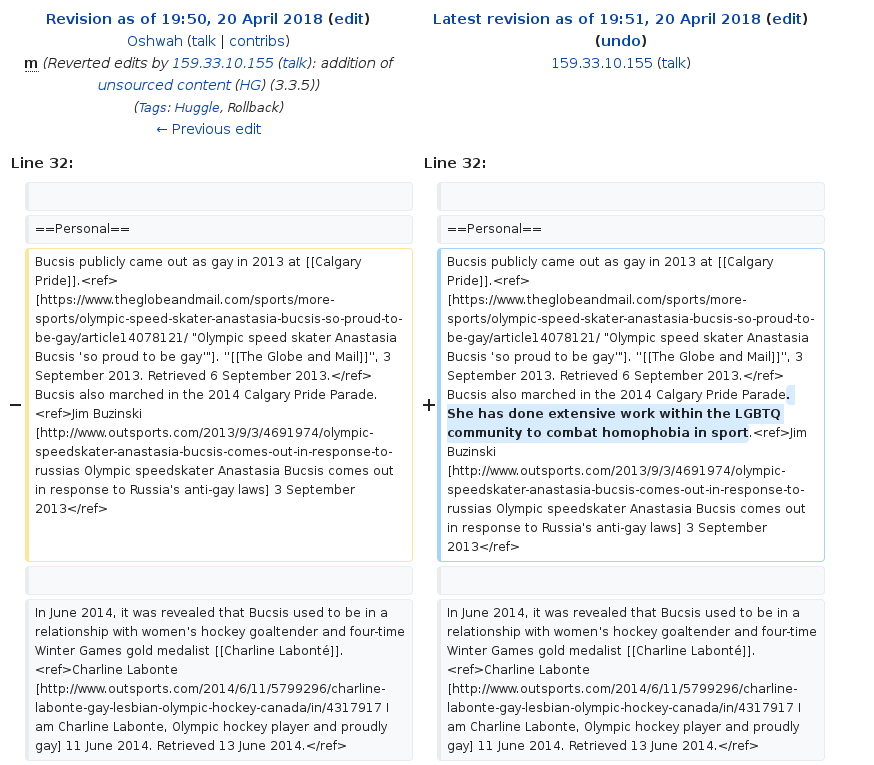 Revision as of 19:50, 20 April 2018 (edit)
Oshwah (talk | contribs)
m (Reverted edits by 159.33.10.155 (talk): addition of
unsourced content (HG) (3.3.5))
(Tags: Huggle, Rollback)
← Previous edit
Latest revision as of 19:51, 20 April 2018 (edit)
(undo)
159.33.10.155 (talk)
Line 32:
Line 32:
==Personal==
==Personal==
−
Bucsis publicly came out as gay in 2013 at [[Calgary
Pride]].<ref>
[https://www.theglobeandmail.com/sports/more-
sports/olympic-speed-skater-anastasia-bucsis-so-proud-to-
be-gay/article14078121/ "Olympic speed skater Anastasia
Bucsis 'so proud to be gay'"]. ''[[The Globe and Mail]]'', 3
September 2013. Retrieved 6 September 2013.</ref>
Bucsis also marched in the 2014 Calgary Pride Parade.
<ref>Jim Buzinski
[http://www.outsports.com/2013/9/3/4691974/olympic-
speedskater-anastasia-bucsis-comes-out-in-response-to-
russias Olympic speedskater Anastasia Bucsis comes out
in response to Russia's anti-gay laws] 3 September
2013</ref>
+
Bucsis publicly came out as gay in 2013 at [[Calgary
Pride]].<ref>
[https://www.theglobeandmail.com/sports/more-
sports/olympic-speed-skater-anastasia-bucsis-so-proud-to-
be-gay/article14078121/ "Olympic speed skater Anastasia
Bucsis 'so proud to be gay'"]. ''[[The Globe and Mail]]'', 3
September 2013. Retrieved 6 September 2013.</ref>
Bucsis also marched in the 2014 Calgary Pride Parade.
She has done extensive work within the LGBTQ
community to combat homophobia in sport.<ref>Jim
Buzinski
[http://www.outsports.com/2013/9/3/4691974/olympic-
speedskater-anastasia-bucsis-comes-out-in-response-to-
russias Olympic speedskater Anastasia Bucsis comes out
in response to Russia's anti-gay laws] 3 September
2013</ref>
In June 2014, it was revealed that Bucsis used to be in a
relationship with women's hockey goaltender and four-time
Winter Games gold medalist [[Charline Labonté]].
<ref>Charline Labonte
[http://www.outsports.com/2014/6/11/5799296/charline-
labonte-gay-lesbian-olympic-hockey-canada/in/4317917 I
am Charline Labonte, Olympic hockey player and proudly
gay] 11 June 2014. Retrieved 13 June 2014.</ref>
In June 2014, it was revealed that Bucsis used to be in a
relationship with women's hockey goaltender and four-time
Winter Games gold medalist [[Charline Labonté]].
<ref>Charline Labonte
[http://www.outsports.com/2014/6/11/5799296/charline-
labonte-gay-lesbian-olympic-hockey-canada/in/4317917 I
am Charline Labonte, Olympic hockey player and proudly
gay] 11 June 2014. Retrieved 13 June 2014.</ref>